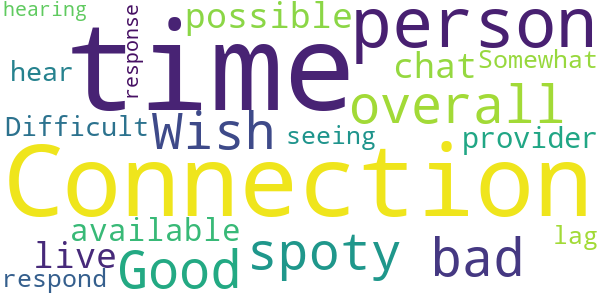 hearing
response
possible
person
time
hear
chat
Somewhat
overall
Difficult
Wish
seeing
provider
Connection
available
live
spoty
bad
lag
respond
Good